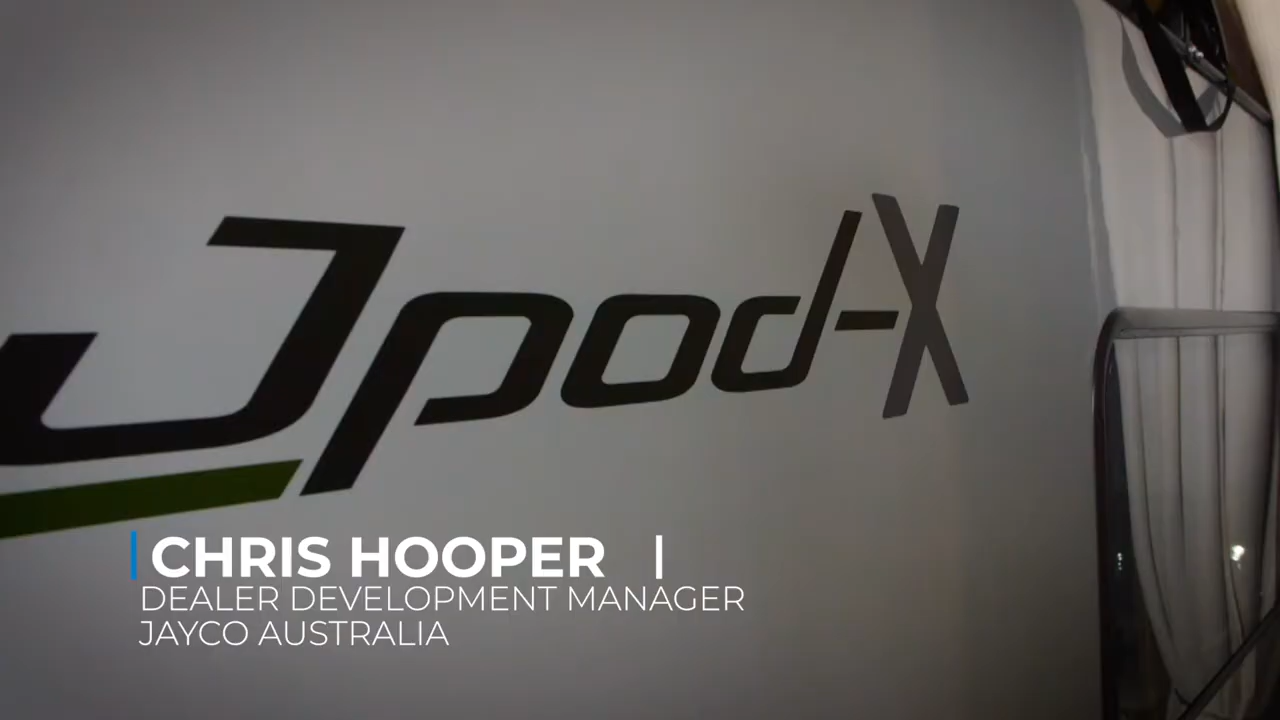 Jpod-X
CHRIS HOOPER |
DEALER DEVELOPMENT MANAGER
JAYCO AUSTRALIA